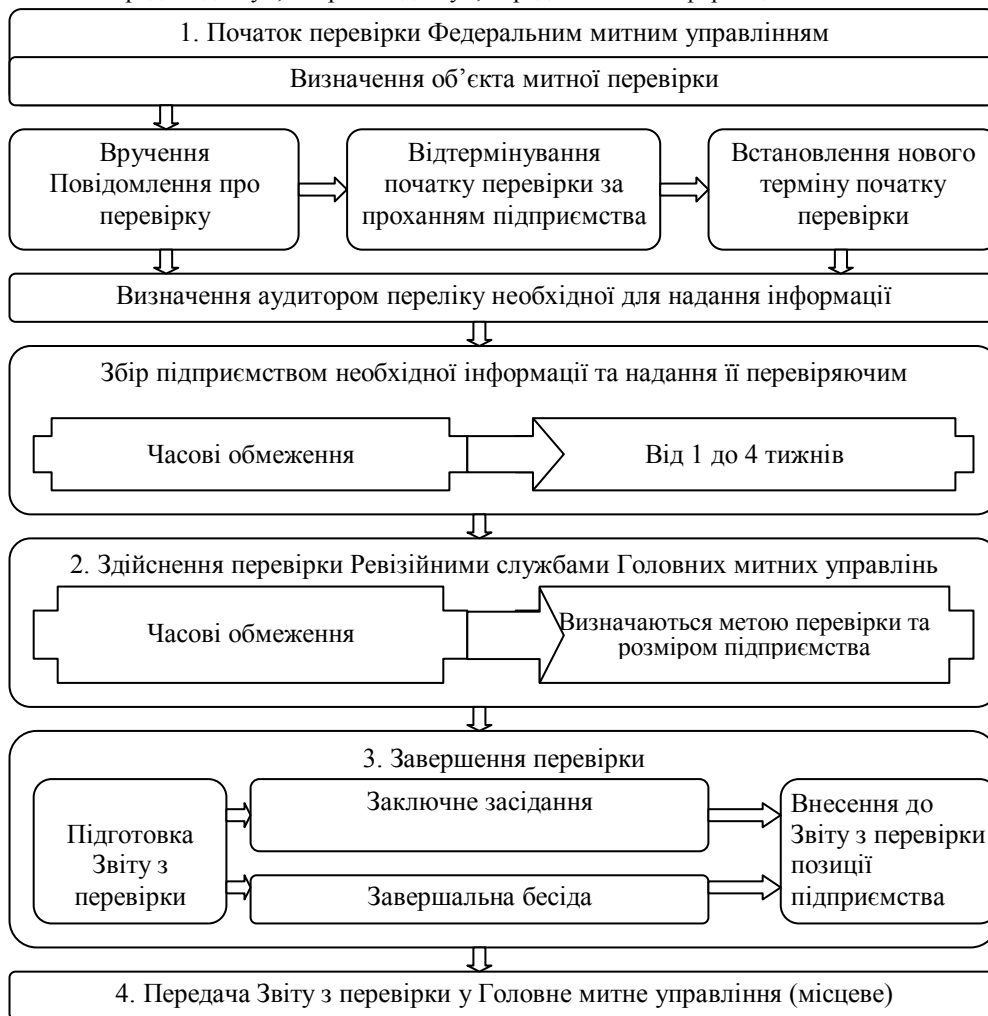 1. Початок перевірки Федеральним митним управлінням
Визначення об’єкта митної перевірки
Вручення
Повідомлення про
перевірку
Відтермінування
початку перевірки за
проханням підприємства
Встановлення нового
терміну початку
перевірки
Визначення аудитором переліку необхідної для надання інформації
Збір підприємством необхідної інформації та надання її перевіряючим
Часові обмеження
Від 1 до 4 тижнів
2. Здійснення перевірки Ревізійними службами Головних митних управлінь
Часові обмеження
Визначаються метою перевірки та
розміром підприємства
3. Завершення перевірки
Підготовка
Звіту з
перевірки
Заключне засідання
Завершальна бесіда
Внесення до
Звіту з перевірки
позиції
підприємства
4. Передача Звіту з перевірки у Головне митне управління (місцеве)